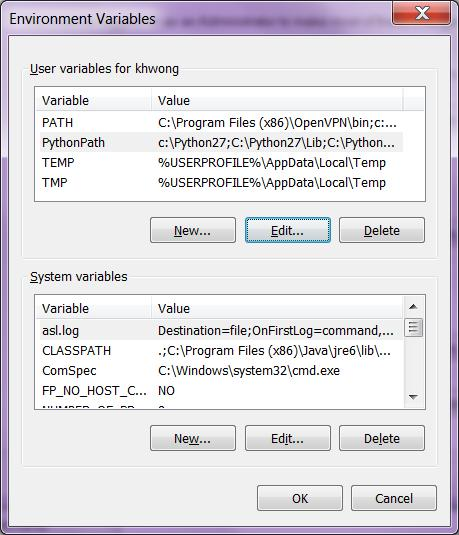 Environment Variables
User variables for khwong
Variable Value
PATH C:\Program Files (x86)\OpenVPN\bin;c:...
PythonPath c:\Python27;C:\Python27\Lib;C:\Python...
TEMP %USERPROFILE%\AppData\Local\Temp
TMP %USERPROFILE%\AppData\Local\Temp
New... Edit... Delete
System variables
Variable Value
asl.log Destination=file;OnFirstLog=command,...
CLASSPATH .;C:\Program Files (x86)\Java\jre6\lib\...
ComSpec C:\Windows\system32\cmd.exe
FP_NO_HOST_C... NO
New... Edit... Delete
OK Cancel